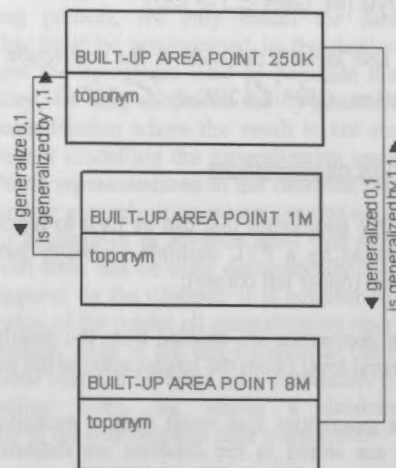 BUILT-UP AREA POINT 250K
toponym
◄ generalize 0,1
is generalized by 1,1 ►
BUILT-UP AREA POINT 1M
toponym
◄ generalized 0,1
is generalized by 1,1 ►
BUILT-UP AREA POINT 8M
toponym